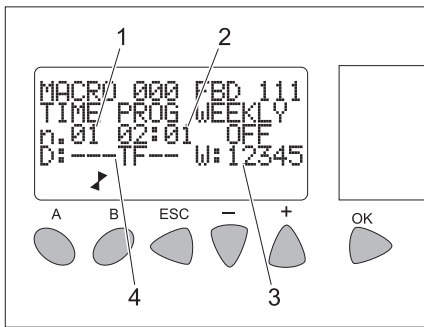 1 2
MACRO 000 FBD 111
TIME PROG WEEKLY
n.01 02:01 OFF
D:---TF-- W:12345
A B ESC − + OK
4 3